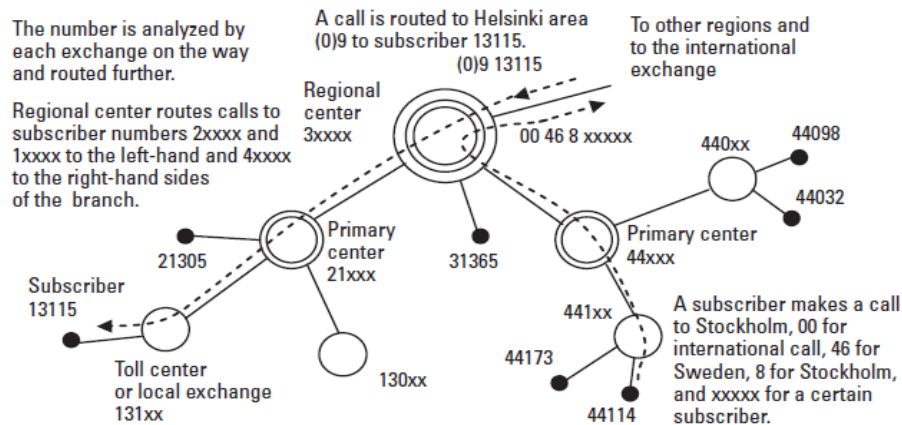 The number is analyzed by
each exchange on the way
and routed further.
Regional center routes calls to
subscriber numbers 2xxxx and
1xxxx to the left-hand and 4xxxx
to the right-hand sides
of the branch.
A call is routed to Helsinki area
(0)9 to subscriber 13115.
(0)9 13115
To other regions and
to the international
exchange
Regional
center
3xxxx
00 46 8 xxxxx
440xx
44098
44032
21305
Primary
center
21xxx
31365
Primary center
44xxx
Subscriber
13115
Toll center
or local exchange
131xx
130xx
441xx
44173
44114
A subscriber makes a call
to Stockholm, 00 for
international call, 46 for
Sweden, 8 for Stockholm,
and xxxxx for a certain
subscriber.